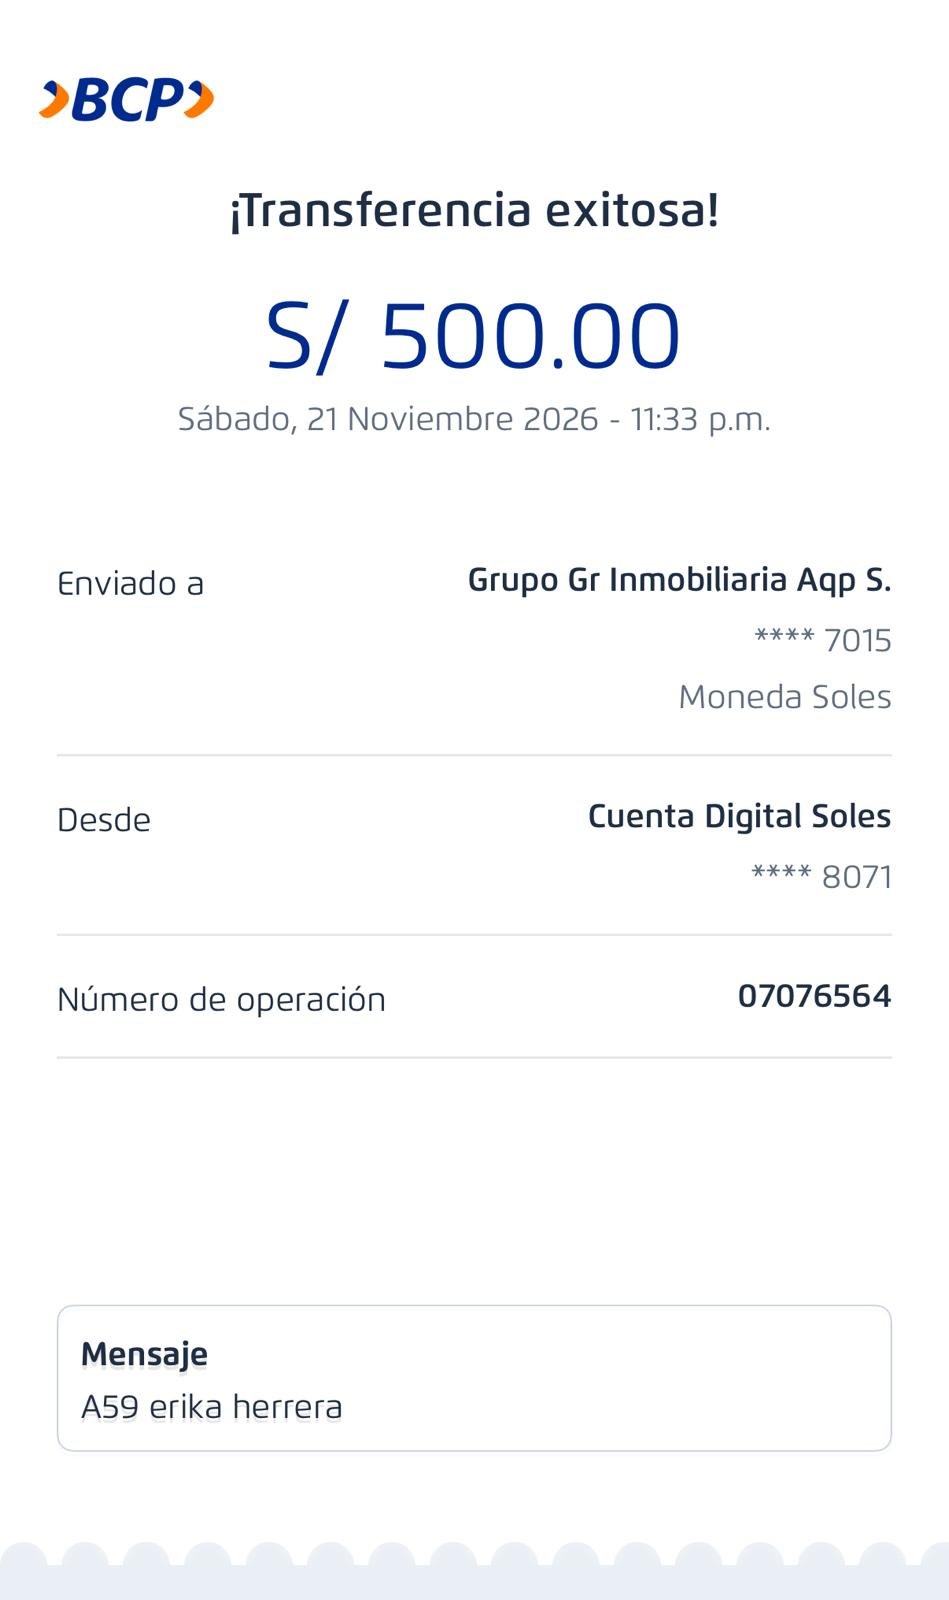 BCP
¡Transferencia exitosa!
S/ 500.00
Sábado, 21 Noviembre 2026 - 11:33 p.m.
Enviado a
Grupo Gr Inmobiliaria Aqp S.
**** 7015
Moneda Soles
Desde
Cuenta Digital Soles
**** 8071
Número de operación
07076564
Mensaje
A59 erika herrera